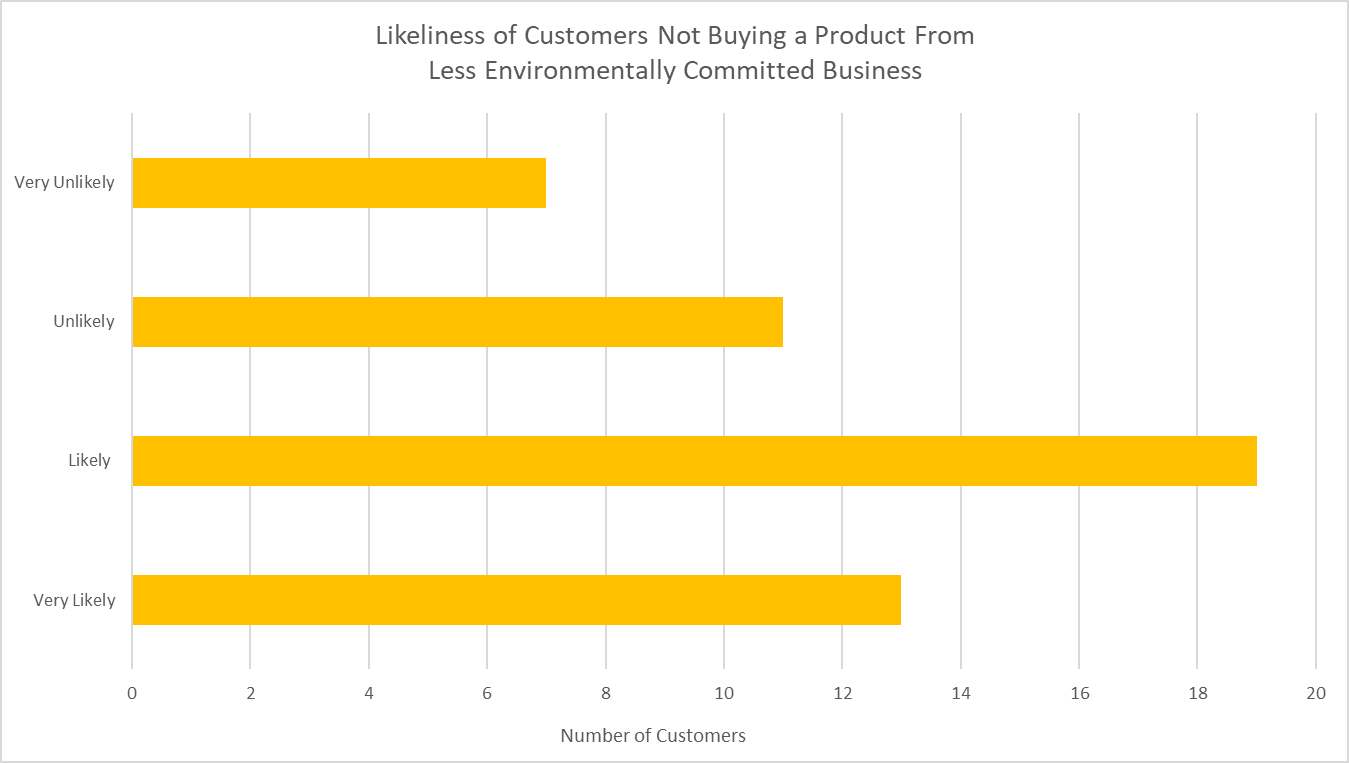 Likeliness of Customers Not Buying a Product From
Less Environmentally Committed Business
Very Unlikely
Unlikely
Likely
Very Likely
0 2 4 6 8 10 12 14 16 18 20
Number of Customers